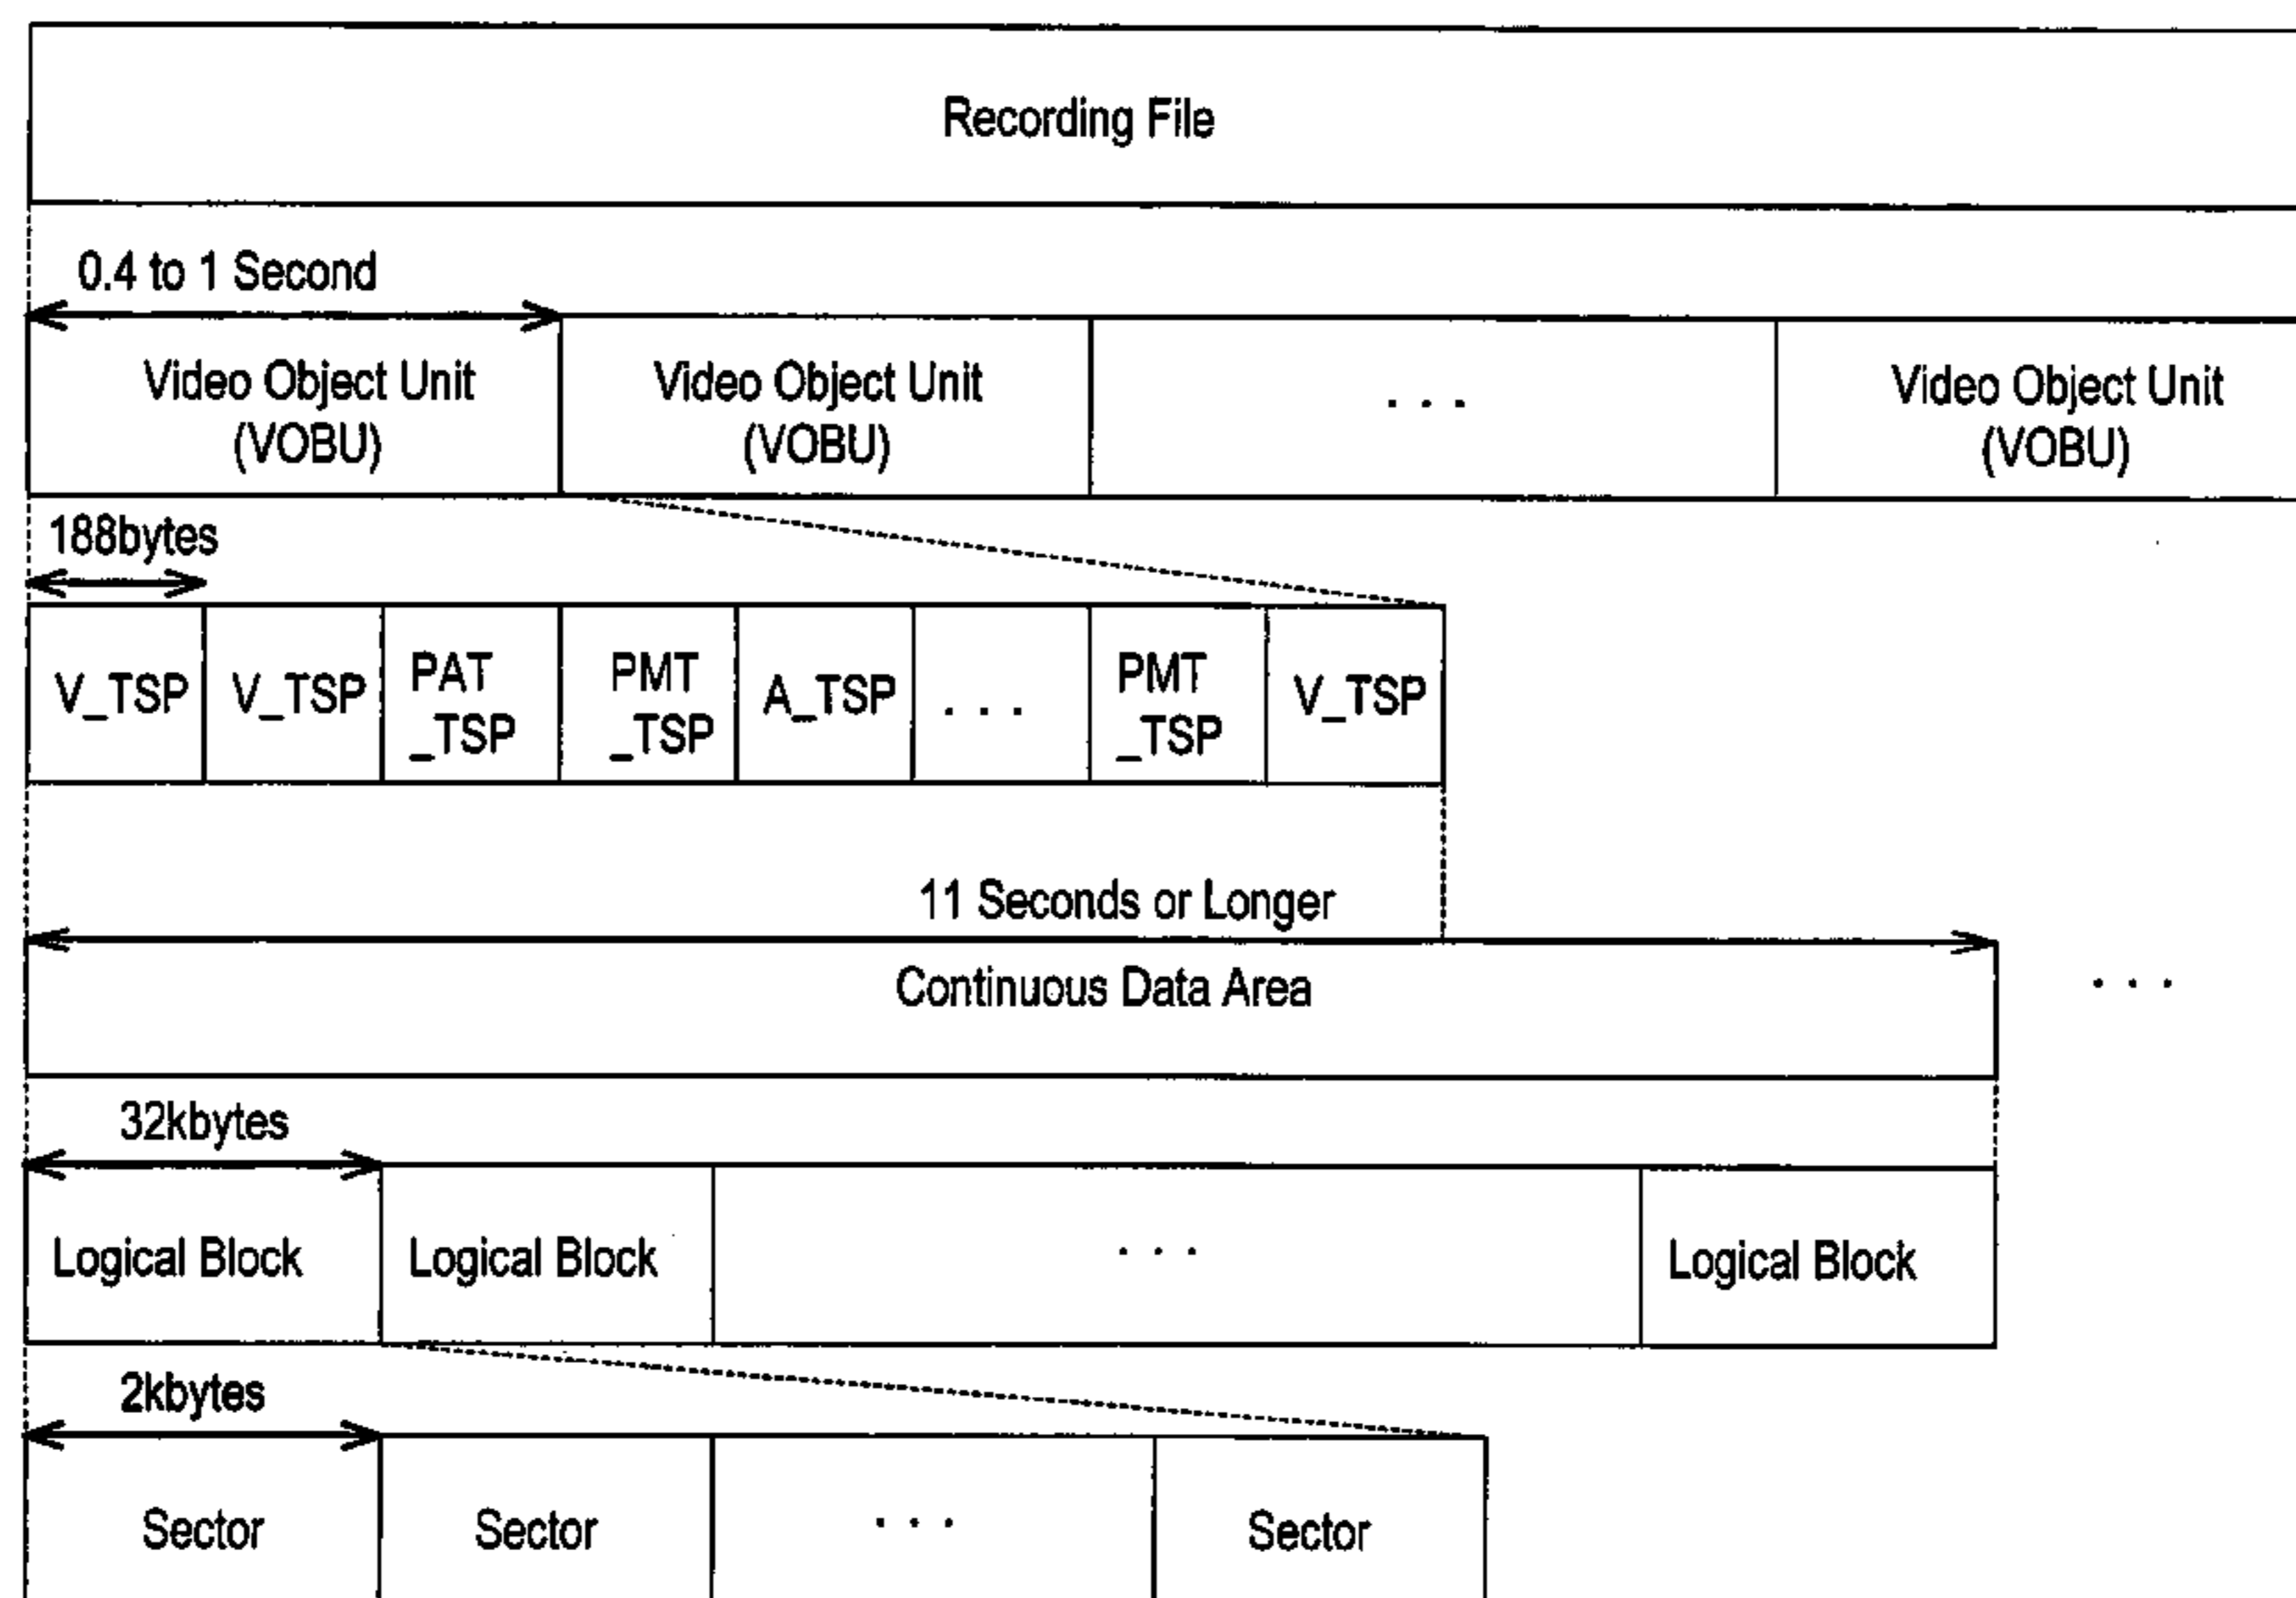 Recording File
0.4 to 1 Second
Video Object Unit
(VOBU)
Video Object Unit
(VOBU)
. . .
Video Object Unit
(VOBU)
188bytes
V_TSP
V_TSP
PAT
_TSP
PMT
_TSP
A_TSP
. . .
PMT
_TSP
V_TSP
11 Seconds or Longer
Continuous Data Area
. . .
32kbytes
Logical Block
Logical Block
. . .
Logical Block
2kbytes
Sector
Sector
. . .
Sector